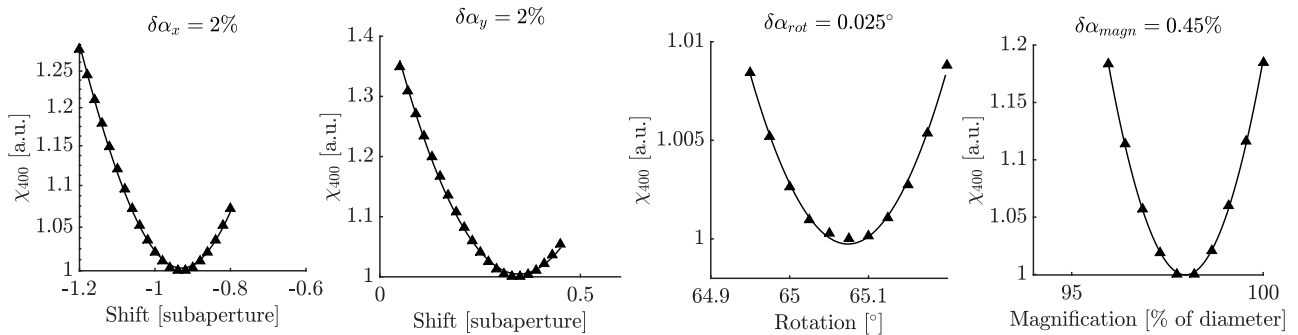 δα_x = 2%
χ_400 [a.u.]
1.25
1.2
1.15
1.1
1.05
1
-1.2
-1
-0.8
-0.6
Shift [subaperture]
δα_y = 2%
χ_400 [a.u.]
1.4
1.3
1.2
1.1
1
0
0.5
Shift [subaperture]
δα_rot = 0.025°
χ_400 [a.u.]
1.01
1.005
1
64.9
65
65.1
Rotation [°]
δα_magn = 0.45%
χ_400 [a.u.]
1.2
1.15
1.1
1.05
1
95
100
Magnification [% of diameter]